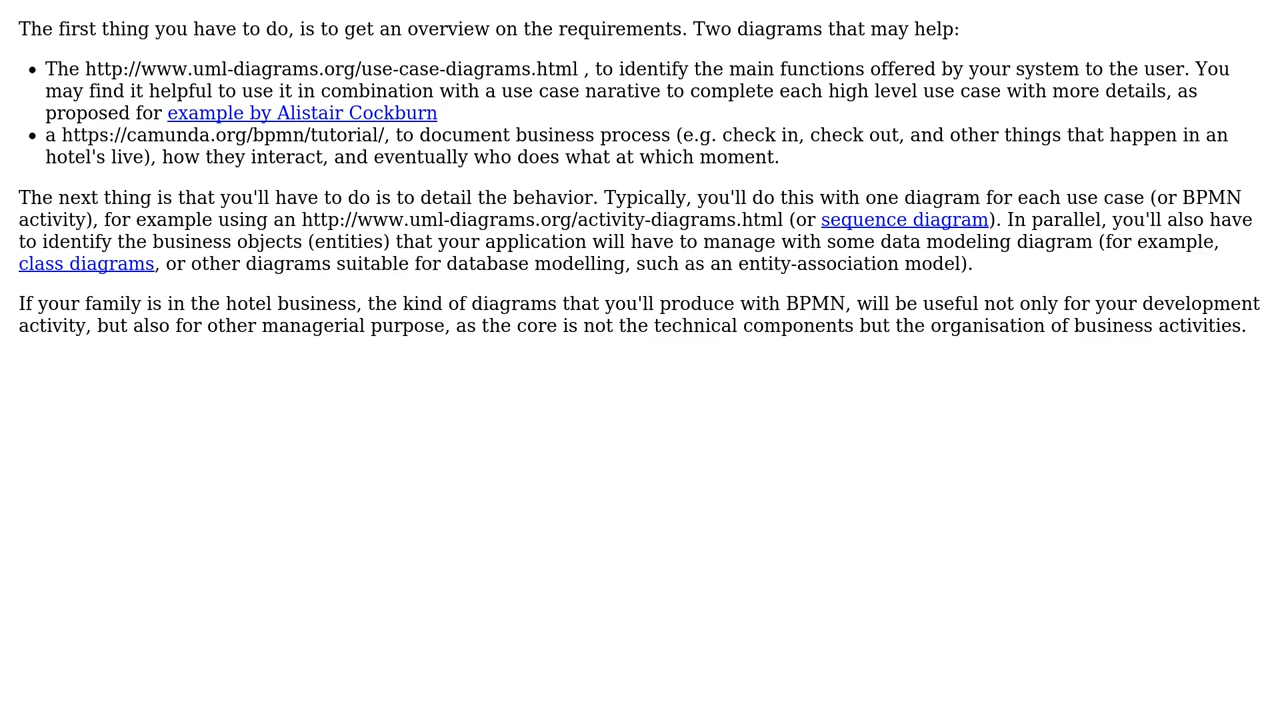 The first thing you have to do, is to get an overview on the requirements. Two diagrams that may help:
The http://www.uml-diagrams.org/use-case-diagrams.html , to identify the main functions offered by your system to the user. You
may find it helpful to use it in combination with a use case narative to complete each high level use case with more details, as
proposed for example by Alistair Cockburn
a https://camunda.org/bpmn/tutorial/, to document business process (e.g. check in, check out, and other things that happen in an
hotel's live), how they interact, and eventually who does what at which moment.
The next thing is that you'll have to do is to detail the behavior. Typically, you'll do this with one diagram for each use case (or BPMN
activity), for example using an http://www.uml-diagrams.org/activity-diagrams.html (or sequence diagram). In parallel, you'll also have
to identify the business objects (entities) that your application will have to manage with some data modeling diagram (for example,
class diagrams, or other diagrams suitable for database modelling, such as an entity-association model).
If your family is in the hotel business, the kind of diagrams that you'll produce with BPMN, will be useful not only for your development
activity, but also for other managerial purpose, as the core is not the technical components but the organisation of business activities.